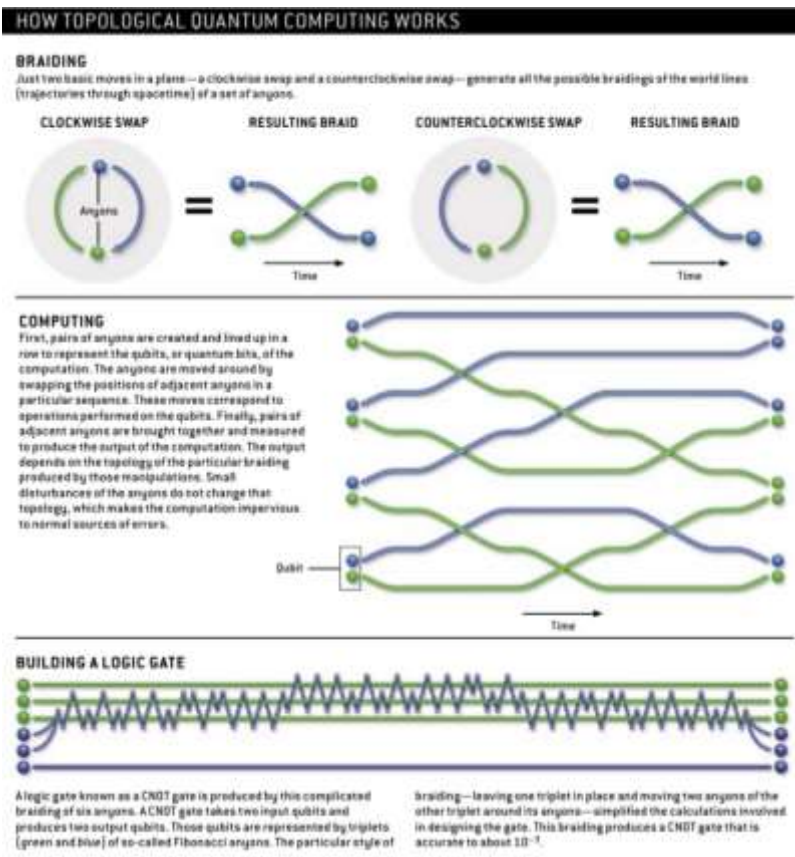 HOW TOPOLOGICAL QUANTUM COMPUTING WORKS
BRAIDING
Just two basic moves in a plane—a clockwise swap and a counterclockwise swap—generate all the possible braidings of the world lines
(trajectories through spacetime) of a set of anyons.
CLOCKWISE SWAP
RESULTING BRAID
COUNTERCLOCKWISE SWAP
RESULTING BRAID
Anyons
=
=
Time
Time
COMPUTING
First, pairs of anyons are created and lined up in a
row to represent the qubits, or quantum bits, of the
computation. The anyons are moved around by
swapping the positions of adjacent anyons in a
particular sequence. These moves correspond to
operations performed on the qubits. Finally, pairs of
adjacent anyons are brought together and measured
to produce the output of the computation. The output
depends on the topology of the particular braiding
produced by those manipulations. Small
disturbances of the anyons do not change that
topology, which makes the computation impervious
to normal sources of errors.
Qubit
Time
BUILDING A LOGIC GATE
A logic gate known as a CNOT gate is produced by this complicated
braiding of six anyons. A CNOT gate takes two input qubits and
produces two output qubits. Those qubits are represented by triplets
(green and blue) of so-called Fibonacci anyons. The particular style of
braiding—leaving one triplet in place and moving two anyons of the
other triplet around its anyons—simplified the calculations involved
in designing the gate. This braiding produces a CNOT gate that is
accurate to about 10⁻³.